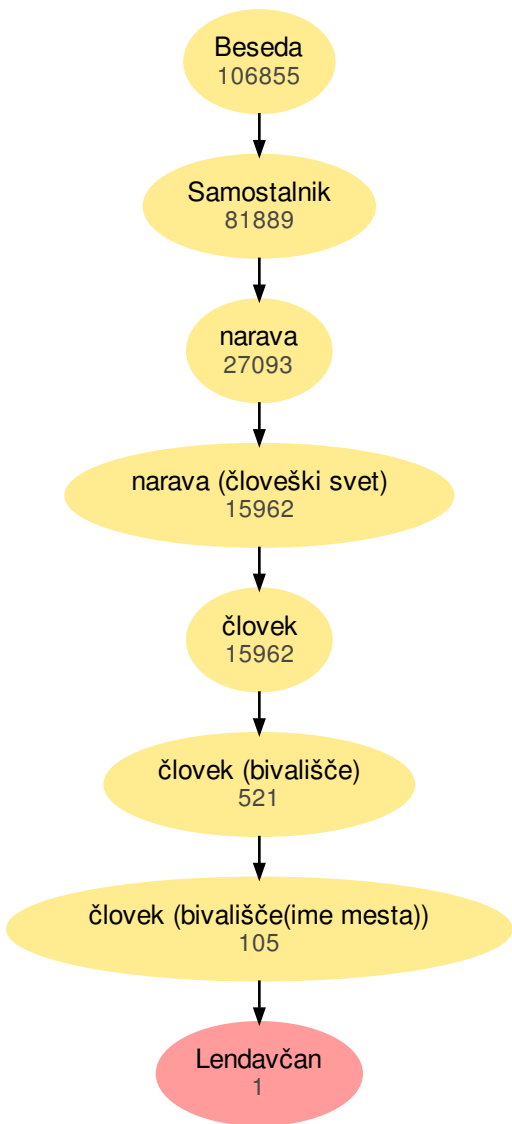 Beseda
106855
Samostalnik
81889
narava
27093
narava (človeški svet)
15962
človek
15962
človek (bivališče)
521
človek (bivališče(ime mesta))
105
Lendavčan
1